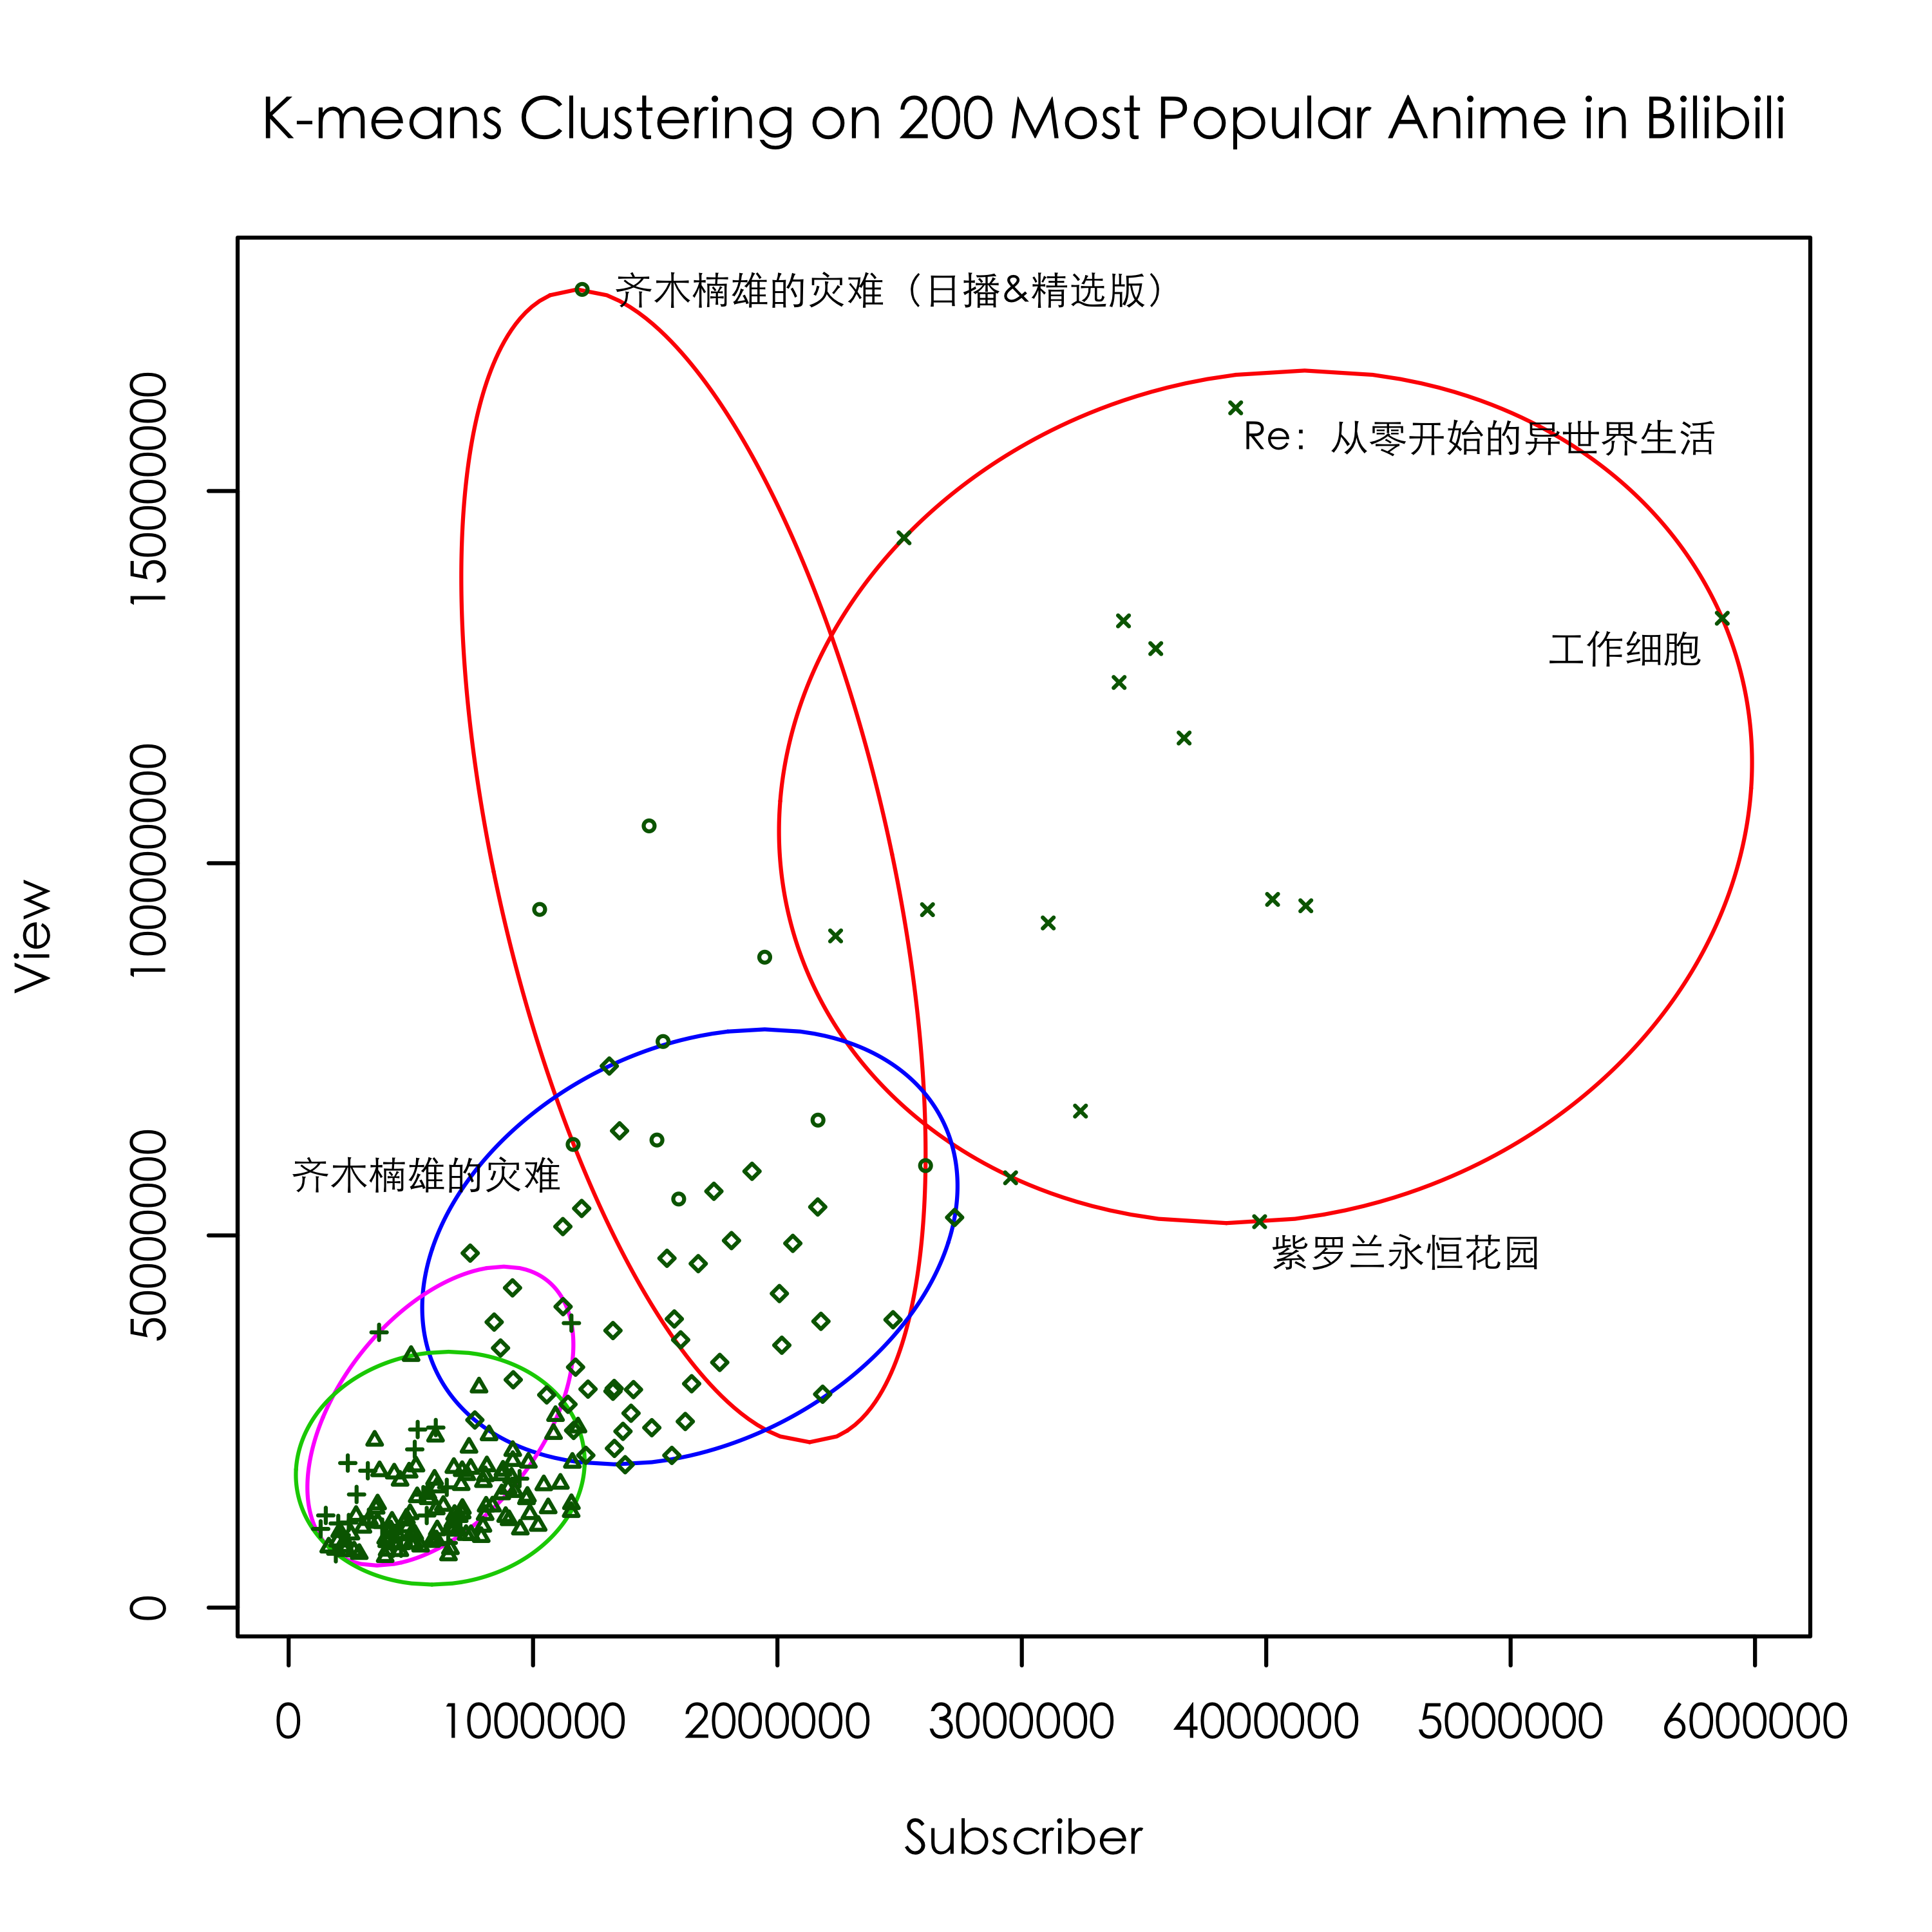 K-means Clustering on 200 Most Popular Anime in Bilibili
齐木楠雄的灾难（日播&精选版）
Re：从零开始的异世界生活
工作细胞
齐木楠雄的灾难
紫罗兰永恒花园
View
150000000
100000000
50000000
0
0 1000000 2000000 3000000 4000000 5000000 6000000
Subscriber